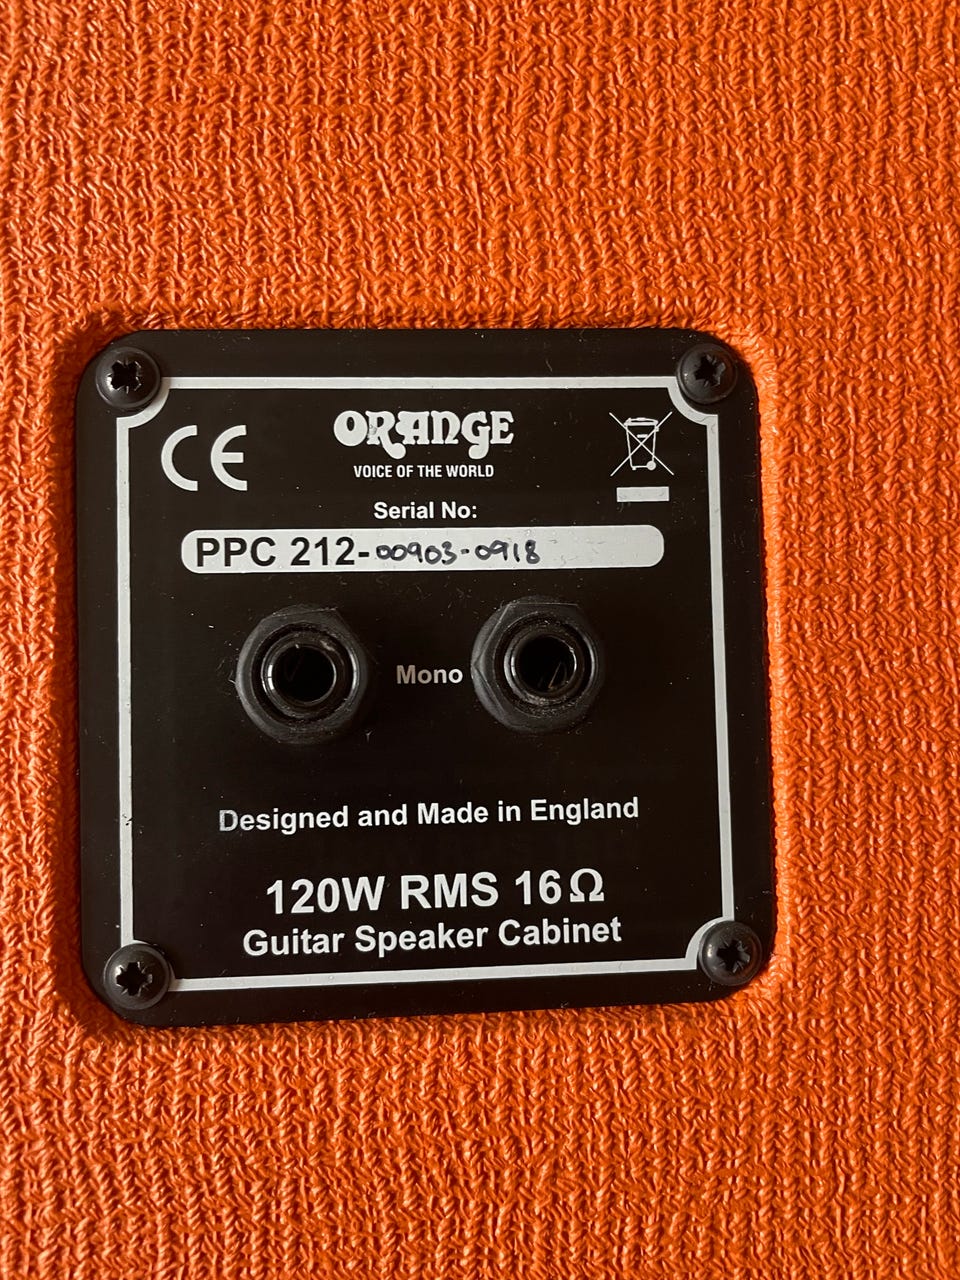 CE
ORANGE
VOICE OF THE WORLD
Serial No:
PPC 212-00903-0918
Mono
Designed and Made in England
120W RMS 16Ω
Guitar Speaker Cabinet